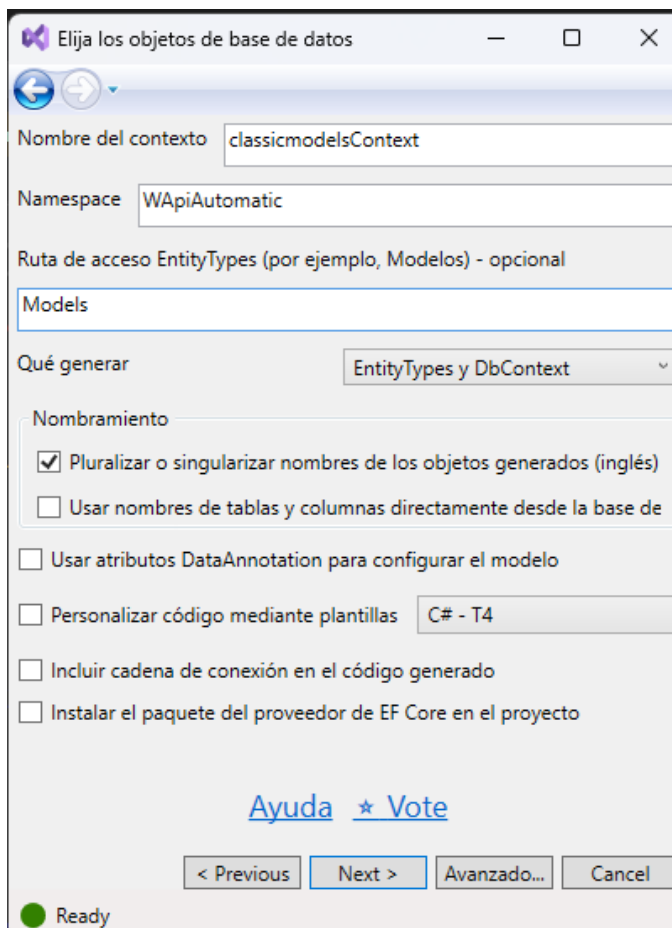 Elija los objetos de base de datos
Nombre del contexto classicmodelsContext
Namespace WApiAutomatic
Ruta de acceso EntityTypes (por ejemplo, Modelos) - opcional
Models
Qué generar EntityTypes y DbContext
Nombramiento
Pluralizar o singularizar nombres de los objetos generados (inglés)
Usar nombres de tablas y columnas directamente desde la base de
Usar atributos DataAnnotation para configurar el modelo
Personalizar código mediante plantillas C# - T4
Incluir cadena de conexión en el código generado
Instalar el paquete del proveedor de EF Core en el proyecto
Ayuda ☆ Vote
< Previous Next > Avanzado... Cancel
Ready